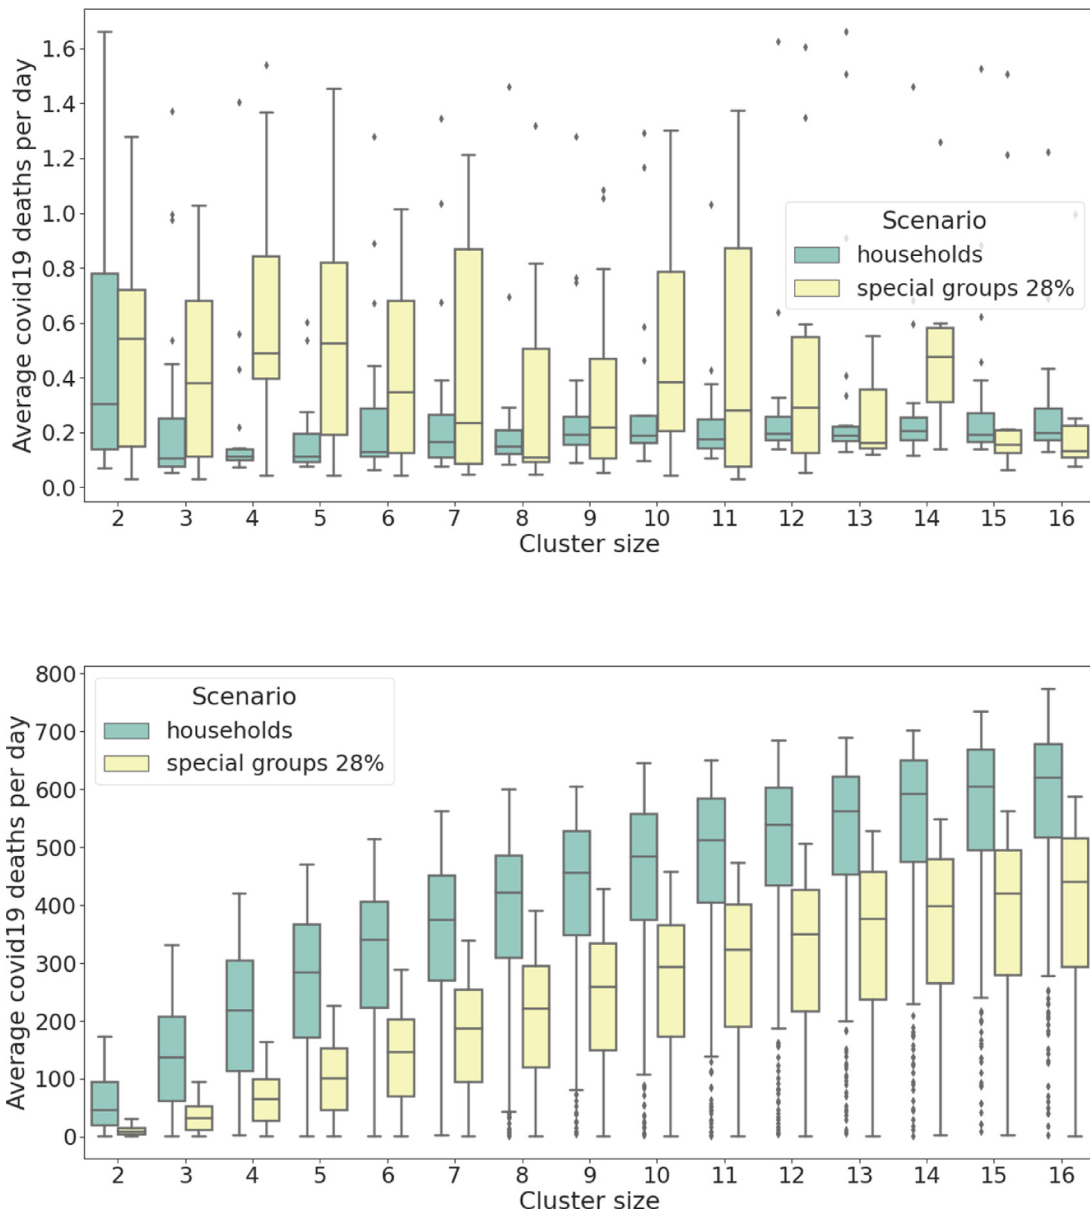 Average covid19 deaths per day
1.6
1.4
1.2
1.0
0.8
0.6
0.4
0.2
0.0
Scenario
households
special groups 28%
2 3 4 5 6 7 8 9 10 11 12 13 14 15 16
Cluster size
Average covid19 deaths per day
800
700
600
500
400
300
200
100
0
Scenario
households
special groups 28%
2 3 4 5 6 7 8 9 10 11 12 13 14 15 16
Cluster size